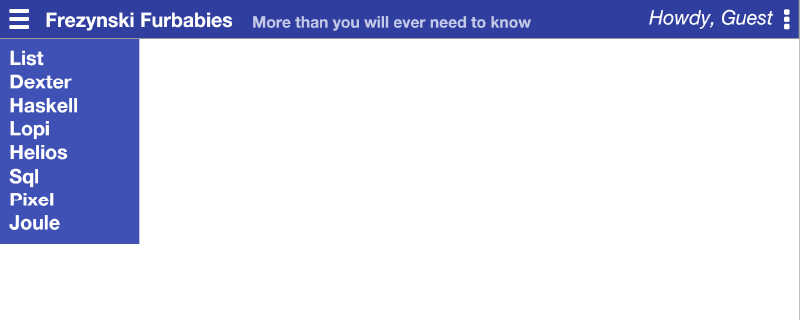 Frezynski Furbabies More than you will ever need to know Howdy, Guest
List
Dexter
Haskell
Lopi
Helios
Sql
Pixel
Joule